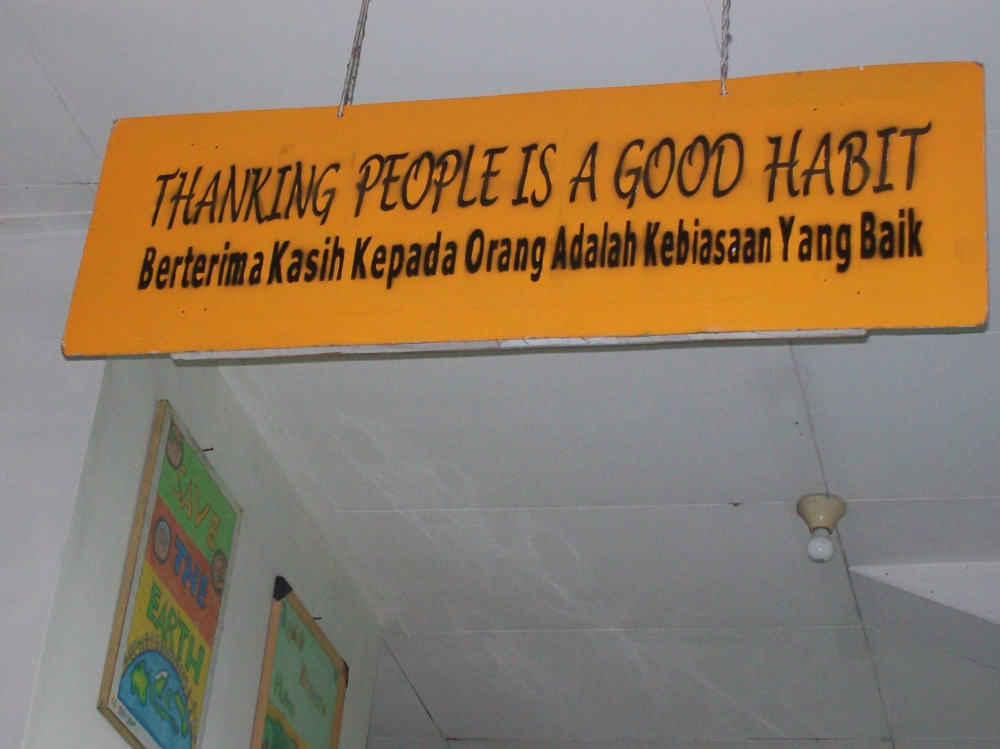 THANKING PEOPLE IS A GOOD HABIT
Berterima Kasih Kepada Orang Adalah Kebiasaan Yang Baik
SAVE
THE
EARTH